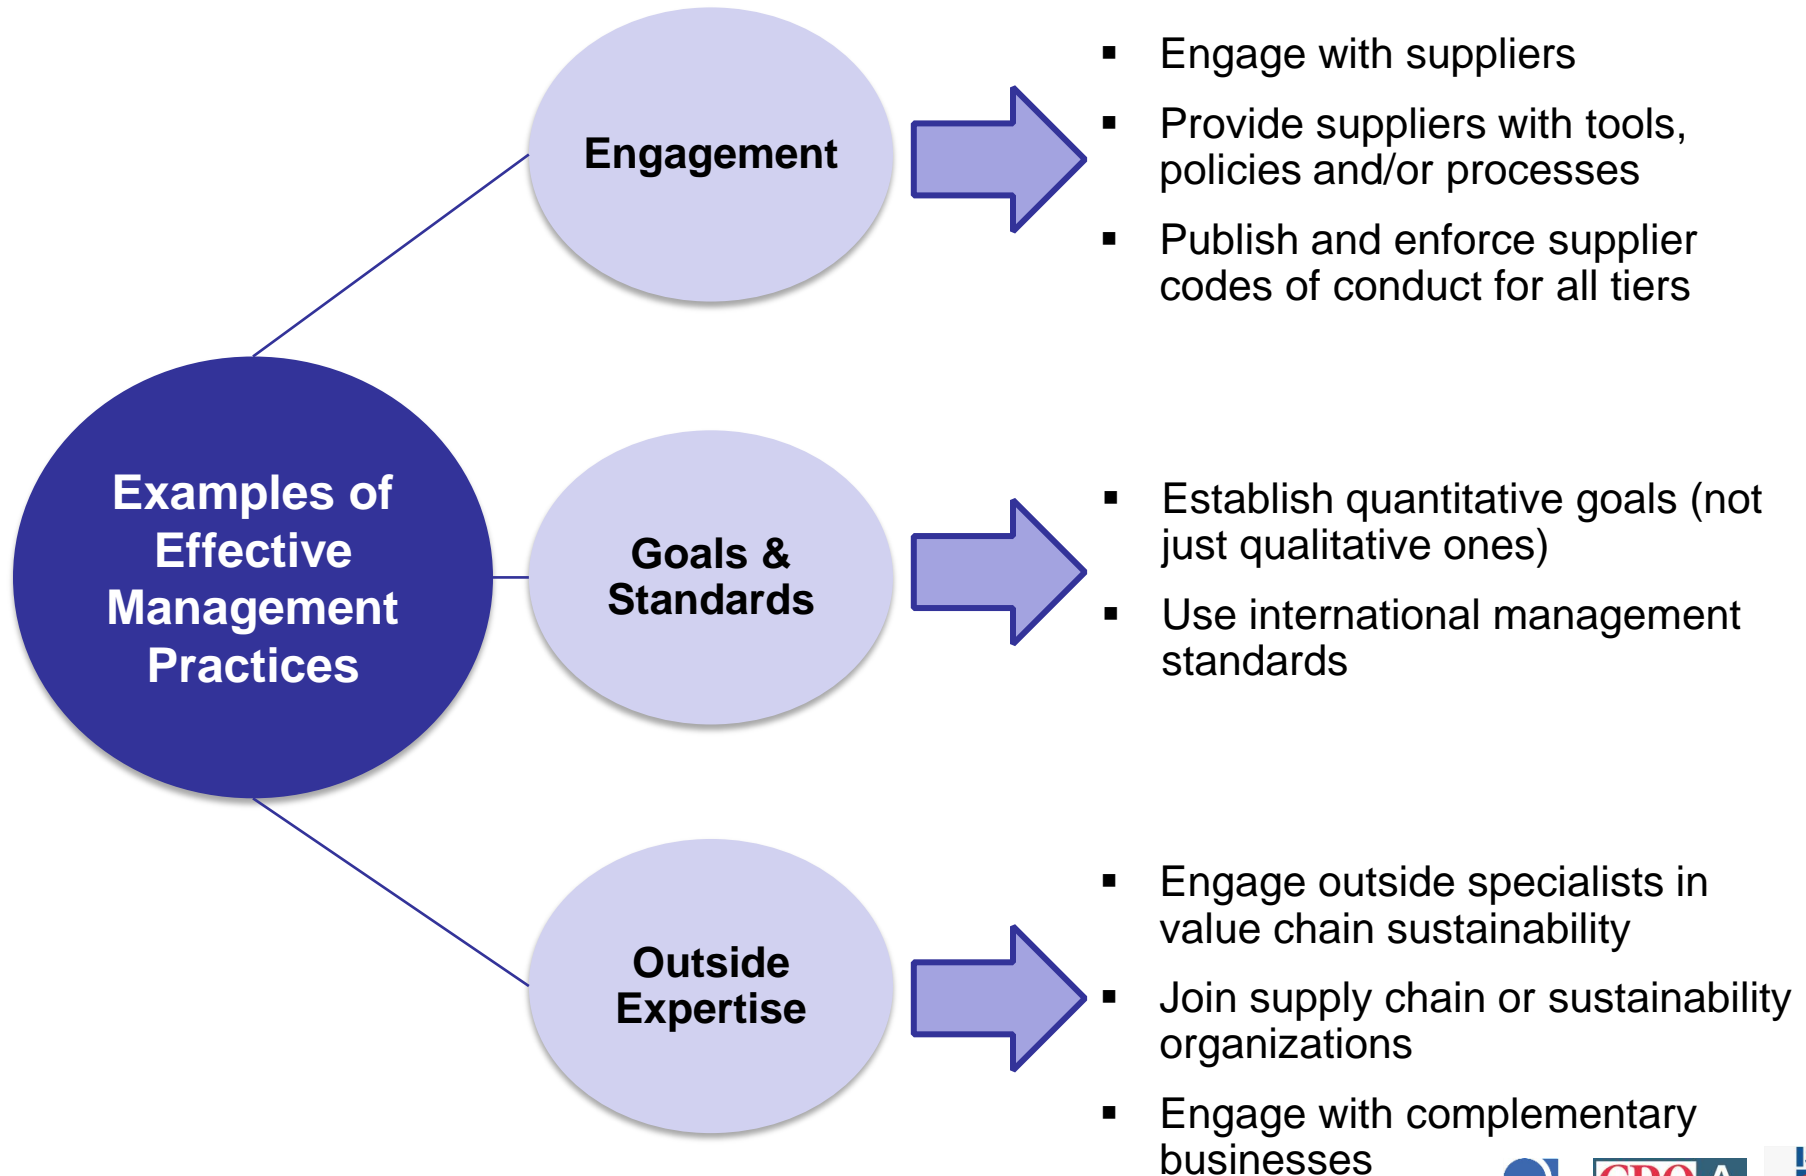 Engagement
▪ Engage with suppliers
▪ Provide suppliers with tools,
policies and/or processes
▪ Publish and enforce supplier
codes of conduct for all tiers
Examples of
Effective
Management
Practices
Goals &
Standards
▪ Establish quantitative goals (not
just qualitative ones)
▪ Use international management
standards
Outside
Expertise
▪ Engage outside specialists in
value chain sustainability
▪ Join supply chain or sustainability
organizations
▪ Engage with complementary
businesses